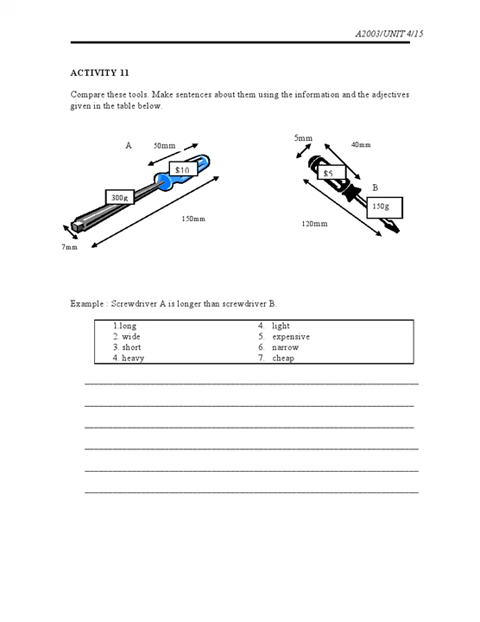 A2003/UNIT 4/15
ACTIVITY 11
Compare these tools. Make sentences about them using the information and the adjectives
given in the table below.
A 50mm
$10
300g
150mm
7mm
5mm
40mm
$5
B
150g
120mm
Example : Screwdriver A is longer than screwdriver B.
1.long 4. light
2. wide 5. expensive
3. short 6. narrow
4. heavy 7. cheap